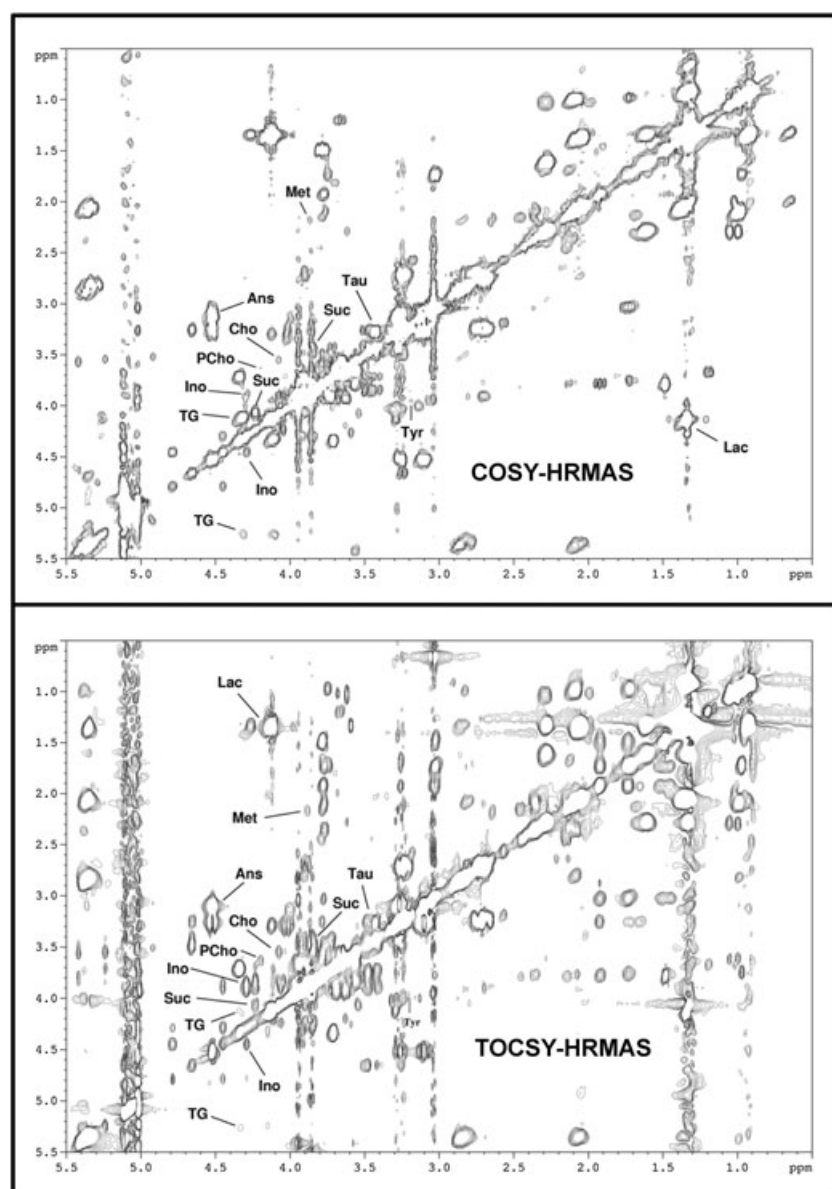 ppm
1.0
1.5
Met
2.0
2.5
Ans
Tau
Suc
3.0
Cho
3.5
PCho
Ino
Suc
4.0
TG
Tyr
4.5
Ino
Lac
COSY-HRMAS
5.0
TG
5.5
5.5 5.0 4.5 4.0 3.5 3.0 2.5 2.0 1.5 1.0 ppm
ppm
Lac
1.0
1.5
2.0
Met
2.5
Ans
Tau
3.0
Cho
Suc
3.5
PCho
Ino
Suc
4.0
TG
Tyr
4.5
Ino
TOCSY-HRMAS
5.0
TG
5.5
5.5 5.0 4.5 4.0 3.5 3.0 2.5 2.0 1.5 1.0 ppm